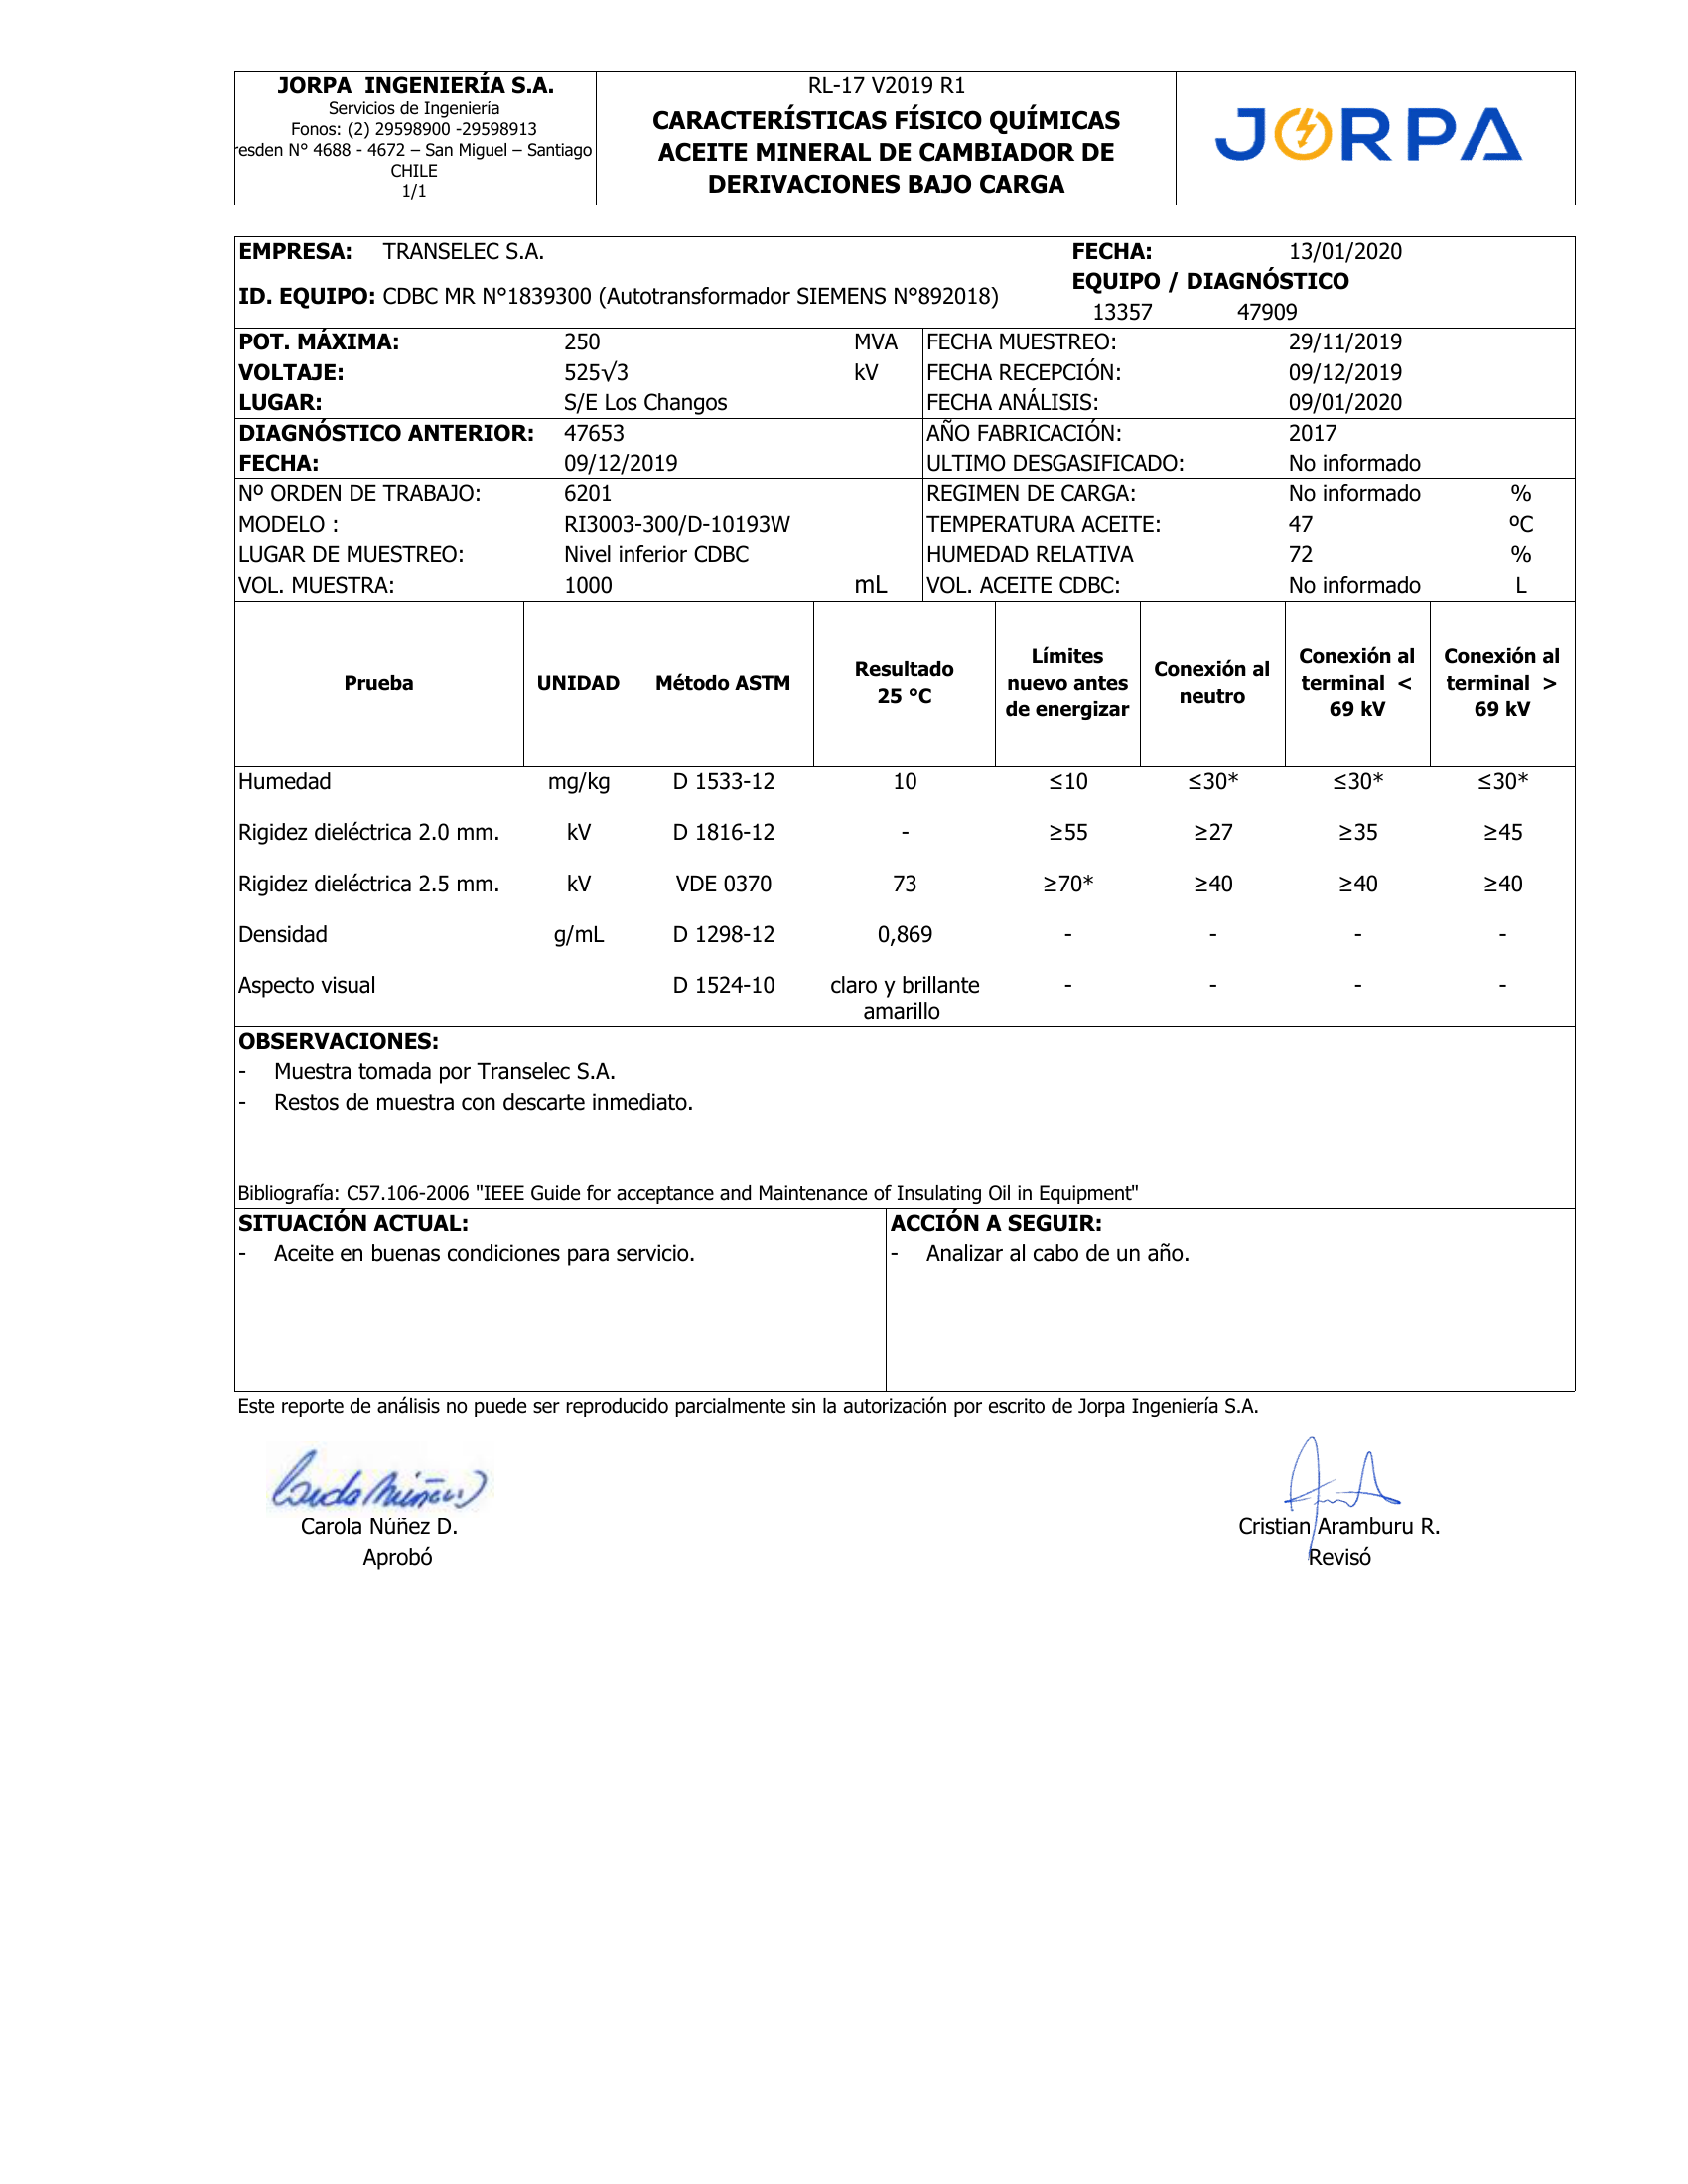 JORPA INGENIERÍA S.A.
Servicios de Ingeniería
Fonos: (2) 29598900 -29598913
resden N° 4688 - 4672 – San Miguel – Santiago
CHILE
1/1
RL-17 V2019 R1
CARACTERÍSTICAS FÍSICO QUÍMICAS
ACEITE MINERAL DE CAMBIADOR DE
DERIVACIONES BAJO CARGA
JORPA
EMPRESA: TRANSELEC S.A. FECHA: 13/01/2020
EQUIPO / DIAGNÓSTICO
ID. EQUIPO: CDBC MR N°1839300 (Autotransformador SIEMENS N°892018)
13357 47909
POT. MÁXIMA: 250 MVA FECHA MUESTREO: 29/11/2019
VOLTAJE: 525√3 kV FECHA RECEPCIÓN: 09/12/2019
LUGAR: S/E Los Changos FECHA ANÁLISIS: 09/01/2020
DIAGNÓSTICO ANTERIOR: 47653 AÑO FABRICACIÓN: 2017
FECHA: 09/12/2019 ULTIMO DESGASIFICADO: No informado
Nº ORDEN DE TRABAJO: 6201 REGIMEN DE CARGA: No informado %
MODELO : RI3003-300/D-10193W TEMPERATURA ACEITE: 47 ºC
LUGAR DE MUESTREO: Nivel inferior CDBC HUMEDAD RELATIVA 72 %
VOL. MUESTRA: 1000 mL VOL. ACEITE CDBC: No informado L
Prueba UNIDAD Método ASTM Resultado 25 °C Límites nuevo antes de energizar Conexión al neutro Conexión al terminal < 69 kV Conexión al terminal > 69 kV
Humedad mg/kg D 1533-12 10 ≤10 ≤30* ≤30* ≤30*
Rigidez dieléctrica 2.0 mm. kV D 1816-12 - ≥55 ≥27 ≥35 ≥45
Rigidez dieléctrica 2.5 mm. kV VDE 0370 73 ≥70* ≥40 ≥40 ≥40
Densidad g/mL D 1298-12 0,869 - - - -
Aspecto visual D 1524-10 claro y brillante - - - -
amarillo
OBSERVACIONES:
- Muestra tomada por Transelec S.A.
- Restos de muestra con descarte inmediato.
Bibliografía: C57.106-2006 "IEEE Guide for acceptance and Maintenance of Insulating Oil in Equipment"
SITUACIÓN ACTUAL: ACCIÓN A SEGUIR:
- Aceite en buenas condiciones para servicio. - Analizar al cabo de un año.
Este reporte de análisis no puede ser reproducido parcialmente sin la autorización por escrito de Jorpa Ingeniería S.A.
Carola Núñez D. Cristian Aramburu R.
Aprobó Revisó